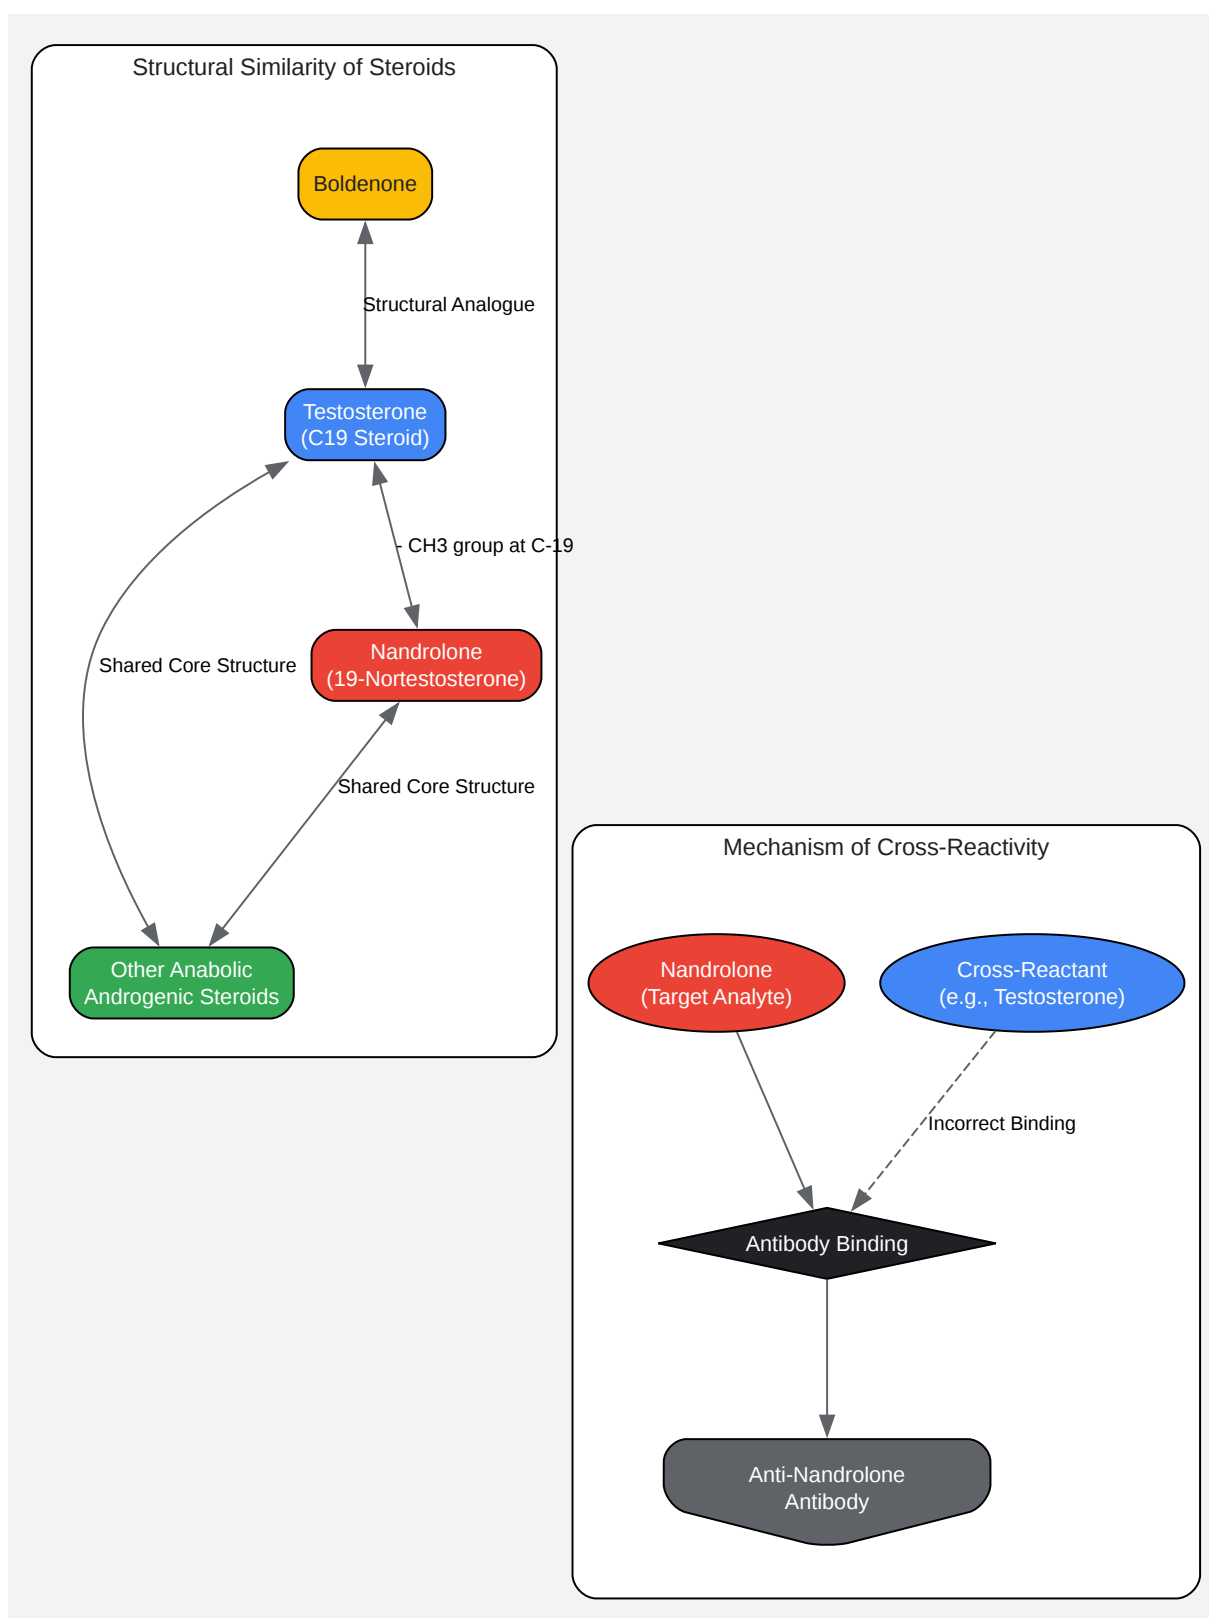 Structural Similarity of Steroids
Boldenone
Structural Analogue
Testosterone
(C19 Steroid)
- CH3 group at C-19
Nandrolone
(19-Nortestosterone)
Shared Core Structure
Shared Core Structure
Other Anabolic
Androgenic Steroids
Mechanism of Cross-Reactivity
Nandrolone
(Target Analyte)
Cross-Reactant
(e.g., Testosterone)
Incorrect Binding
Antibody Binding
Anti-Nandrolone
Antibody